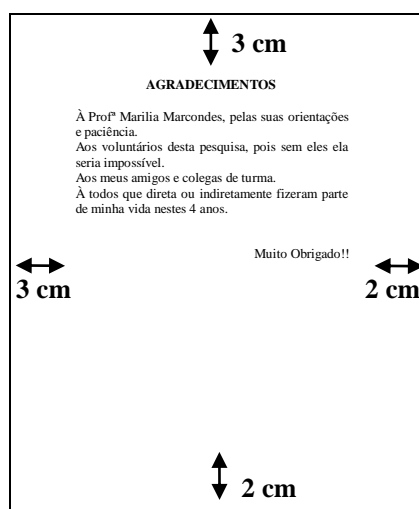 3 cm
AGRADECIMENTOS
À Profª Marilia Marcondes, pelas suas orientações
e paciência.
Aos voluntários desta pesquisa, pois sem eles ela
seria impossível.
Aos meus amigos e colegas de turma.
À todos que direta ou indiretamente fizeram parte
de minha vida nestes 4 anos.
Muito Obrigado!!
3 cm
2 cm
2 cm